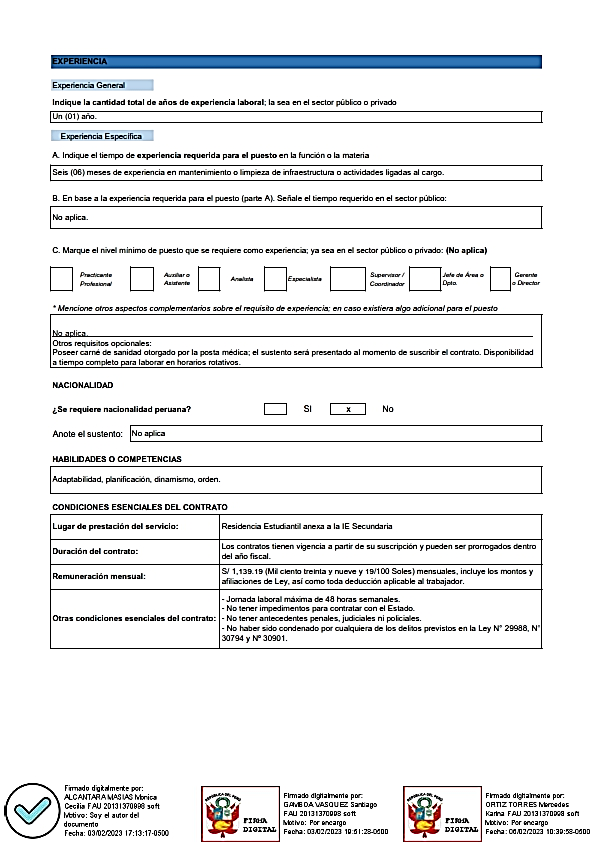 EXPERIENCIA
Experiencia General
Indique la cantidad total de años de experiencia laboral; la sea en el sector público o privado
Un (01) año.
Experiencia Específica
A. Indique el tiempo de experiencia requerida para el puesto en la función o la materia
Seis (06) meses de experiencia en mantenimiento o limpieza de infraestructura o actividades ligadas al cargo.
B. En base a la experiencia requerida para el puesto (parte A). Señale el tiempo requerido en el sector público:
No aplica.
C. Marque el nivel mínimo de puesto que se requiere como experiencia; ya sea en el sector público o privado: (No aplica)
Practicante Profesional
Auxiliar o Asistente
Analista
Especialista
Supervisor / Coordinador
Jefe de Área o Dpto.
Gerente o Director
* Mencione otros aspectos complementarios sobre el requisito de experiencia; en caso existiera algo adicional para el puesto
No aplica.
Otros requisitos opcionales:
Poseer carné de sanidad otorgado por la posta médica; el sustento será presentado al momento de suscribir el contrato. Disponibilidad
a tiempo completo para laborar en horarios rotativos.
NACIONALIDAD
¿Se requiere nacionalidad peruana? SI x No
Anote el sustento: No aplica
HABILIDADES O COMPETENCIAS
Adaptabilidad, planificación, dinamismo, orden.
CONDICIONES ESENCIALES DEL CONTRATO
Lugar de prestación del servicio: Residencia Estudiantil anexa a la IE Secundaria
Duración del contrato: Los contratos tienen vigencia a partir de su suscripción y pueden ser prorrogados dentro
del año fiscal.
Remuneración mensual: S/ 1,139.19 (Mil ciento treinta y nueve y 19/100 Soles) mensuales, incluye los montos y
afiliaciones de Ley, así como toda deducción aplicable al trabajador.
Otras condiciones esenciales del contrato:
- Jornada laboral máxima de 48 horas semanales.
- No tener impedimentos para contratar con el Estado.
- No tener antecedentes penales, judiciales ni policiales.
- No haber sido condenado por cualquiera de los delitos previstos en la Ley N° 29988, N°
30794 y Nº 30901.
Firmado digitalmente por:
ALCANTARA MASIAS Monica
Cecilia FAU 20131370998 soft
Motivo: Soy el autor del
documento
Fecha: 03/02/2023 17:13:17-0500
REPUBLICA DEL PERU
FIRMA
DIGITAL
Firmado digitalmente por:
GAMBOA VASQUEZ Santiago
FAU 20131370998 soft
Motivo: Por encargo
Fecha: 03/02/2023 19:51:28-0500
REPUBLICA DEL PERU
FIRMA
DIGITAL
Firmado digitalmente por:
ORTIZ TORRES Mercedes
Karina FAU 20131370998 soft
Motivo: Por encargo
Fecha: 06/02/2023 10:39:58-0500